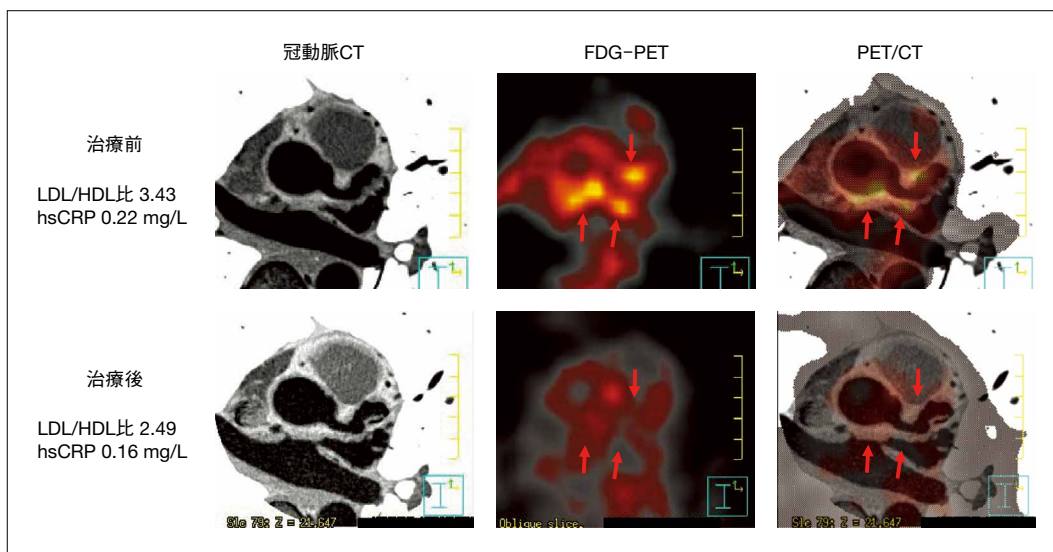 冠動脈CT
FDG-PET
PET/CT
治療前
LDL/HDL比 3.43
hsCRP 0.22 mg/L
治療後
LDL/HDL比 2.49
hsCRP 0.16 mg/L
Slc 79: Z = 21.647
Oblique slice.
Slc 79: Z = 21.647